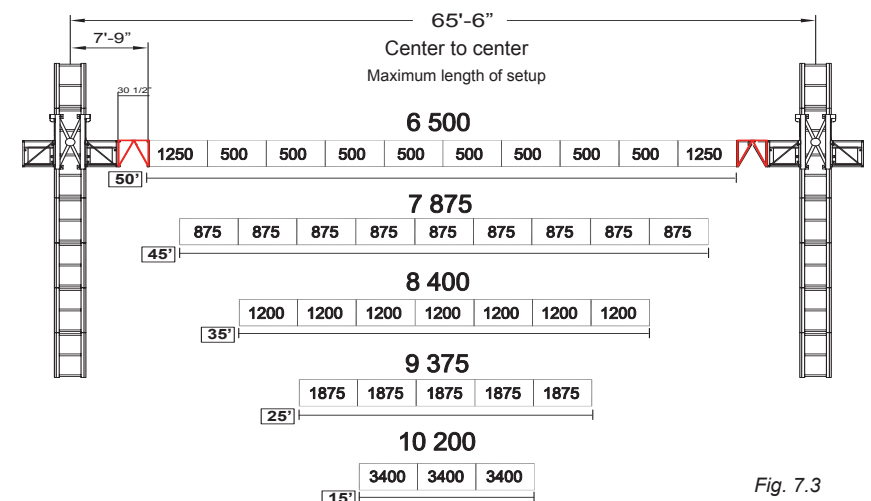 65'-6”
7'-9”
Center to center
Maximum length of setup
30 1/2"
6 500
1250 500 500 500 500 500 500 500 500 1250
50’
7 875
875 875 875 875 875 875 875 875 875
45’
8 400
1200 1200 1200 1200 1200 1200 1200
35’
9 375
1875 1875 1875 1875 1875
25’
10 200
3400 3400 3400
15’
Fig. 7.3